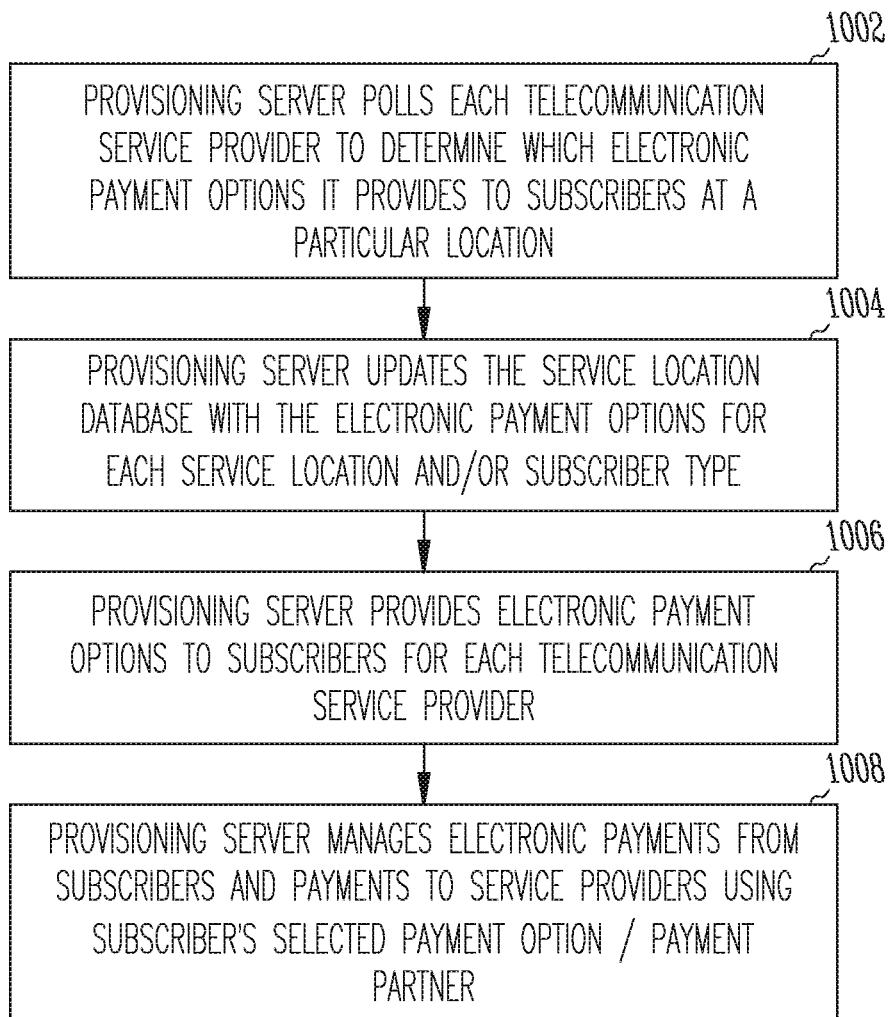 1002
PROVISIONING SERVER POLLS EACH TELECOMMUNICATION
SERVICE PROVIDER TO DETERMINE WHICH ELECTRONIC
PAYMENT OPTIONS IT PROVIDES TO SUBSCRIBERS AT A
PARTICULAR LOCATION
1004
PROVISIONING SERVER UPDATES THE SERVICE LOCATION
DATABASE WITH THE ELECTRONIC PAYMENT OPTIONS FOR
EACH SERVICE LOCATION AND/OR SUBSCRIBER TYPE
1006
PROVISIONING SERVER PROVIDES ELECTRONIC PAYMENT
OPTIONS TO SUBSCRIBERS FOR EACH TELECOMMUNICATION
SERVICE PROVIDER
1008
PROVISIONING SERVER MANAGES ELECTRONIC PAYMENTS FROM
SUBSCRIBERS AND PAYMENTS TO SERVICE PROVIDERS USING
SUBSCRIBER'S SELECTED PAYMENT OPTION / PAYMENT
PARTNER